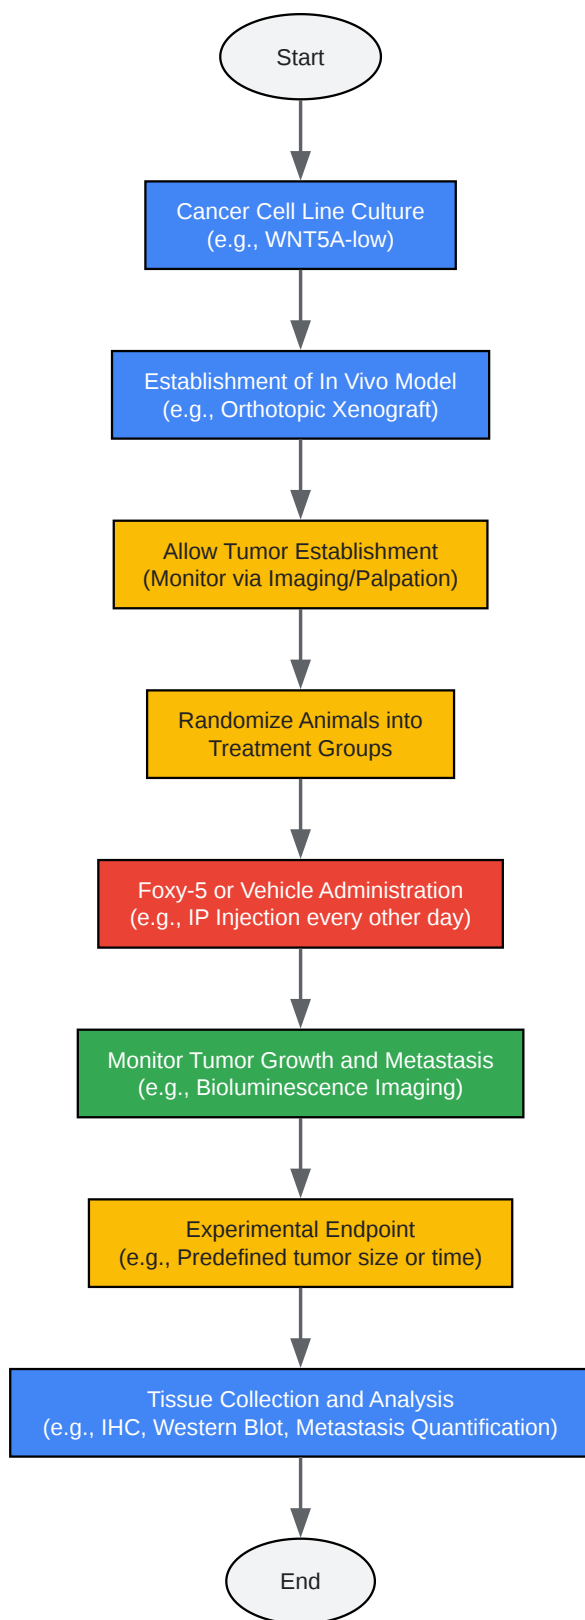 Start
Cancer Cell Line Culture
(e.g., WNT5A-low)
Establishment of In Vivo Model
(e.g., Orthotopic Xenograft)
Allow Tumor Establishment
(Monitor via Imaging/Palpation)
Randomize Animals into
Treatment Groups
Foxy-5 or Vehicle Administration
(e.g., IP Injection every other day)
Monitor Tumor Growth and Metastasis
(e.g., Bioluminescence Imaging)
Experimental Endpoint
(e.g., Predefined tumor size or time)
Tissue Collection and Analysis
(e.g., IHC, Western Blot, Metastasis Quantification)
End